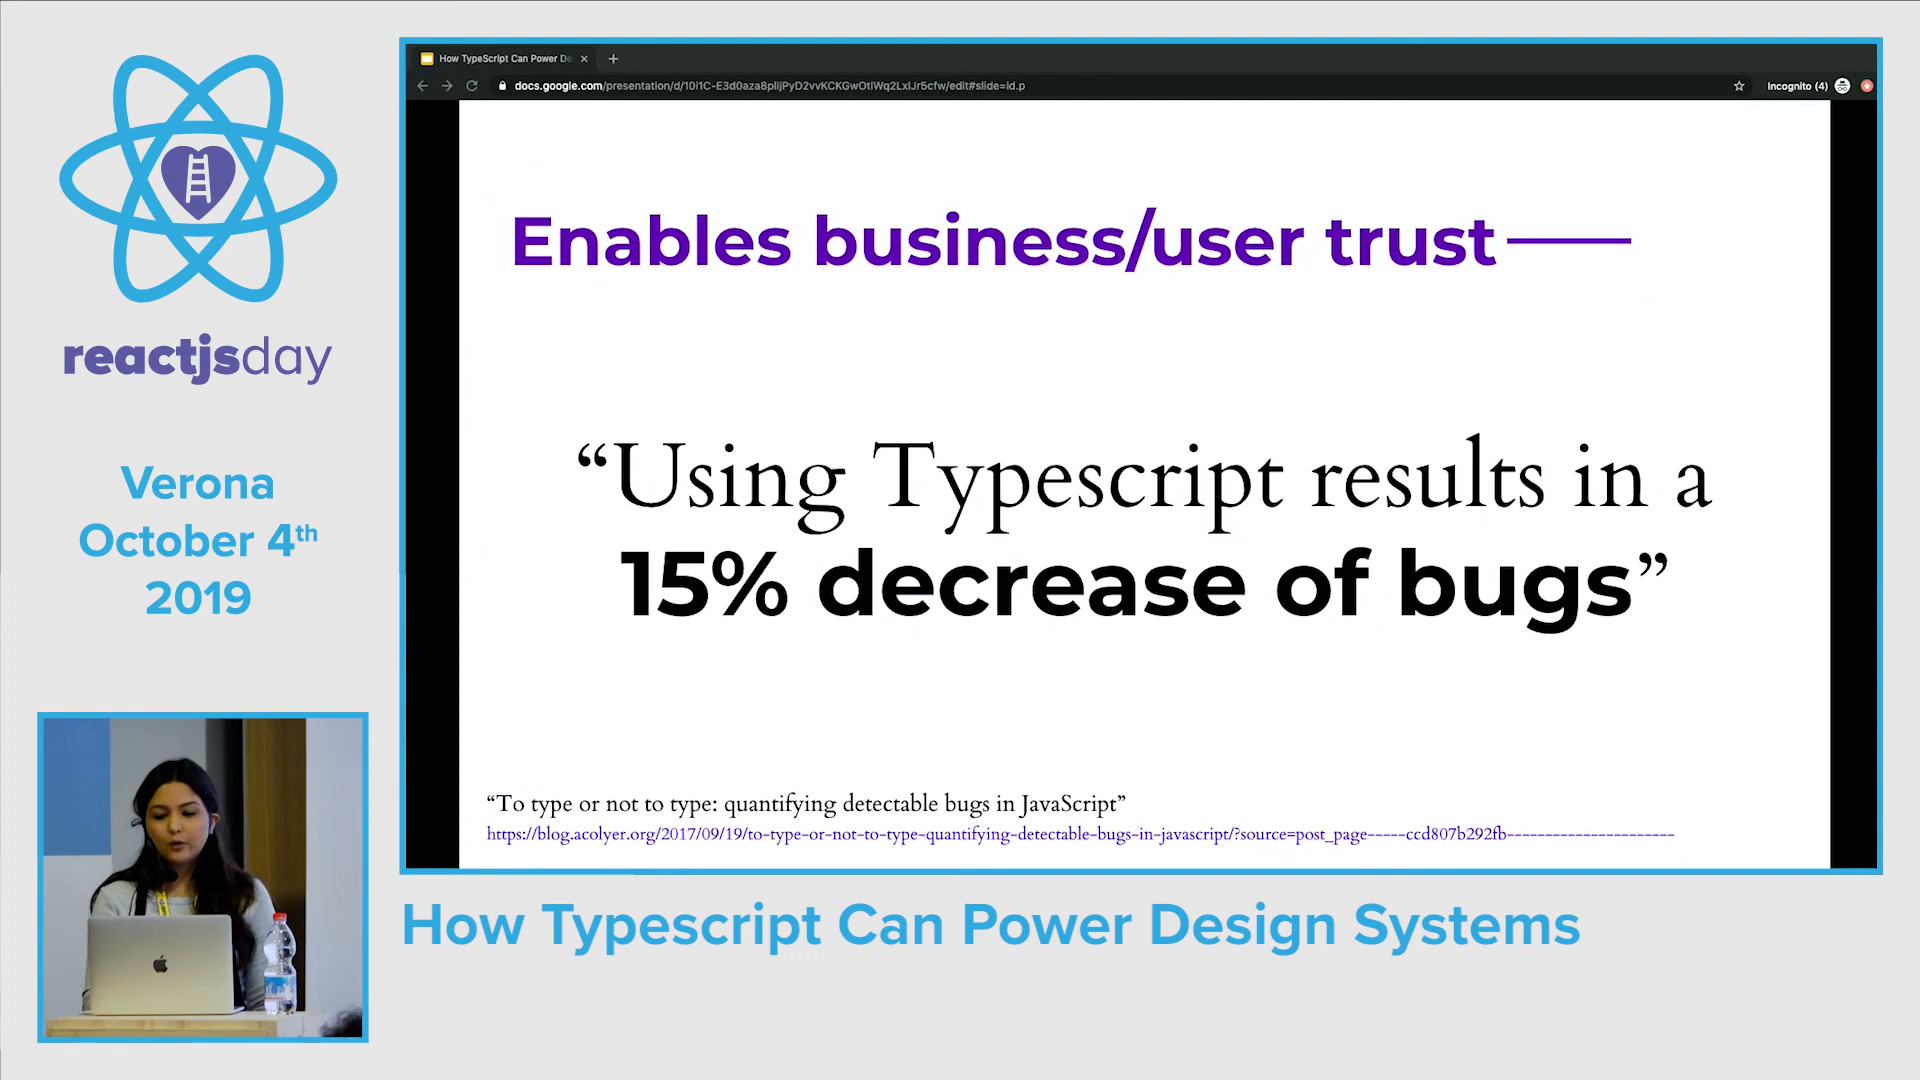 reactjsday
Verona
October 4th
2019
How TypeScript Can Power De
docs.google.com/presentation/d/10i1C-E3d0aza8plijPyD2vvKCKGwOtlWq2LxlJr5cfw/edit#slide=id.p
Incognito (4)
Enables business/user trust
“Using Typescript results in a
15% decrease of bugs”
“To type or not to type: quantifying detectable bugs in JavaScript”
https://blog.acolyer.org/2017/09/19/to-type-or-not-to-type-quantifying-detectable-bugs-in-javascript/?source=post_page-----ccd807b292fb----------------------
How Typescript Can Power Design Systems